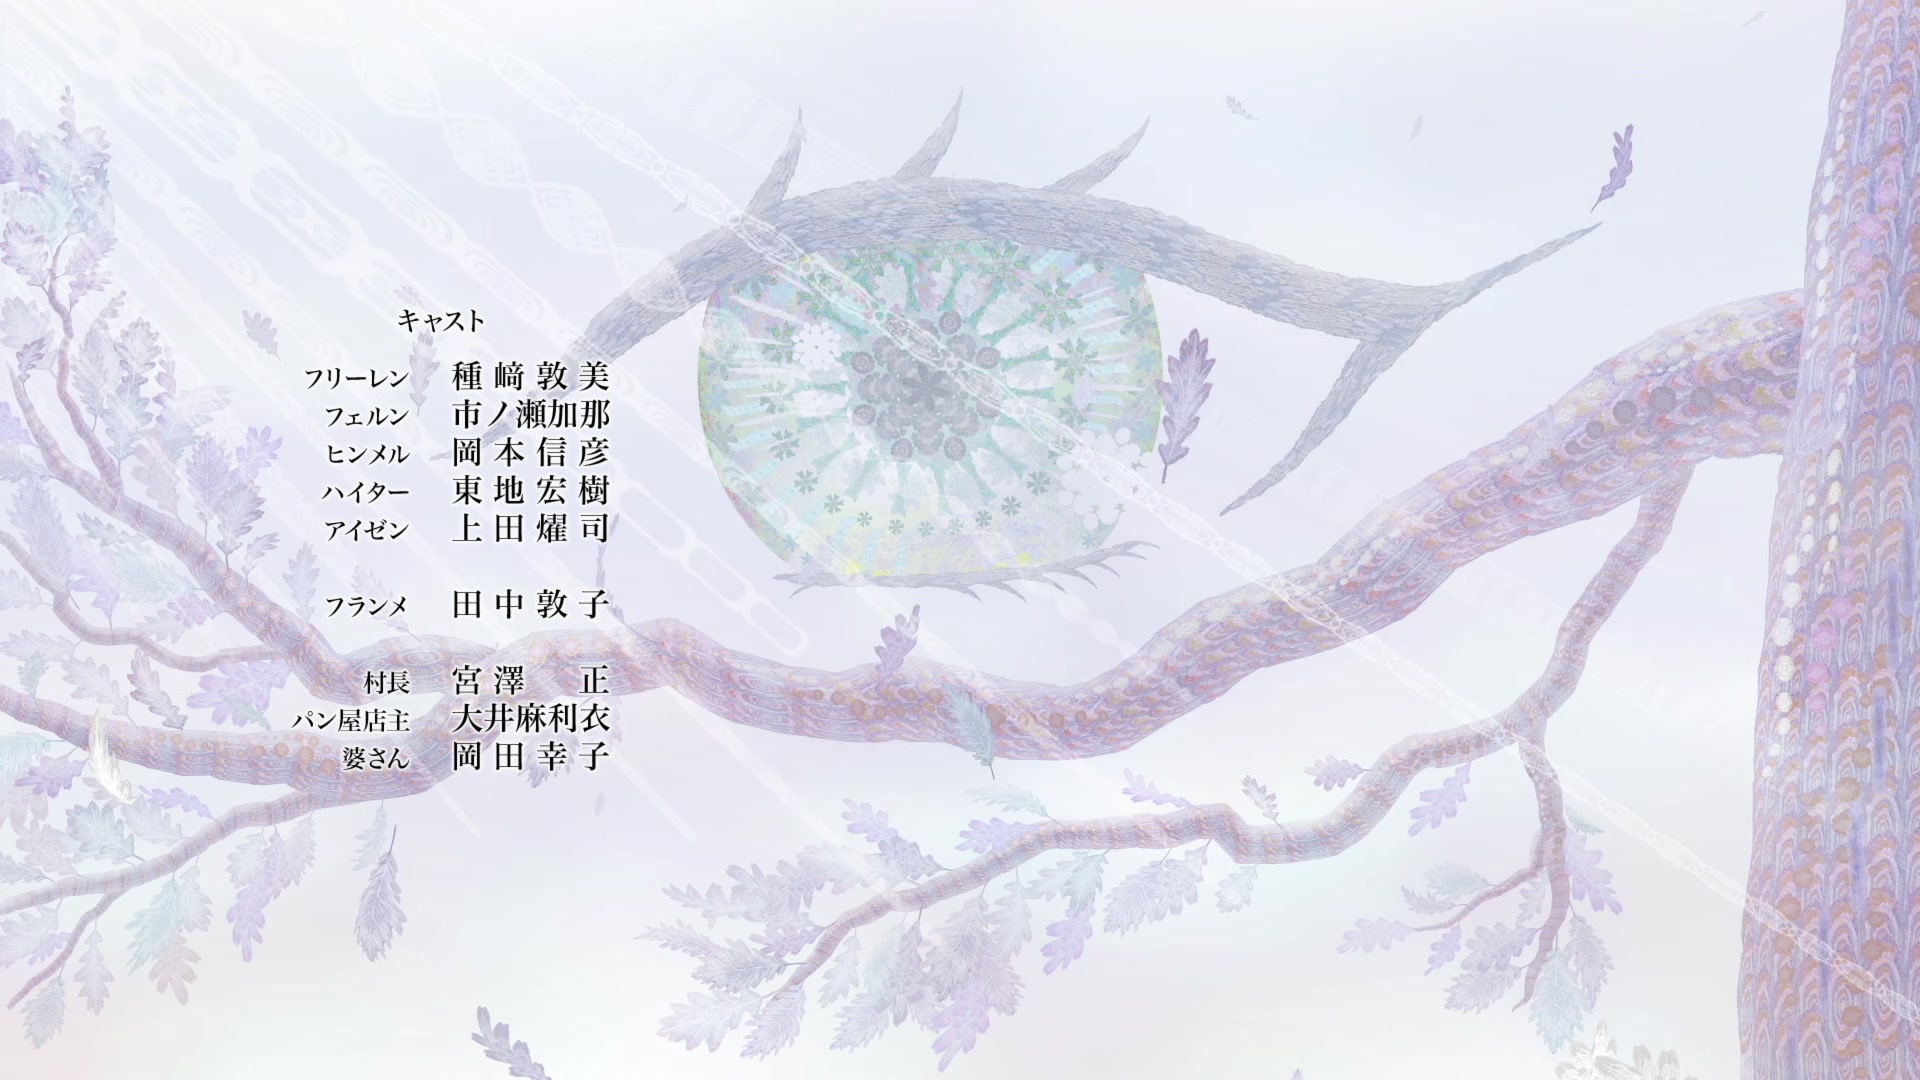 キャスト
フリーレン 種﨑敦美
フェルン 市ノ瀬加那
ヒンメル 岡本信彦
ハイター 東地宏樹
アイゼン 上田燿司
フランメ 田中敦子
村長 宮澤 正
パン屋店主 大井麻利衣
婆さん 岡田幸子